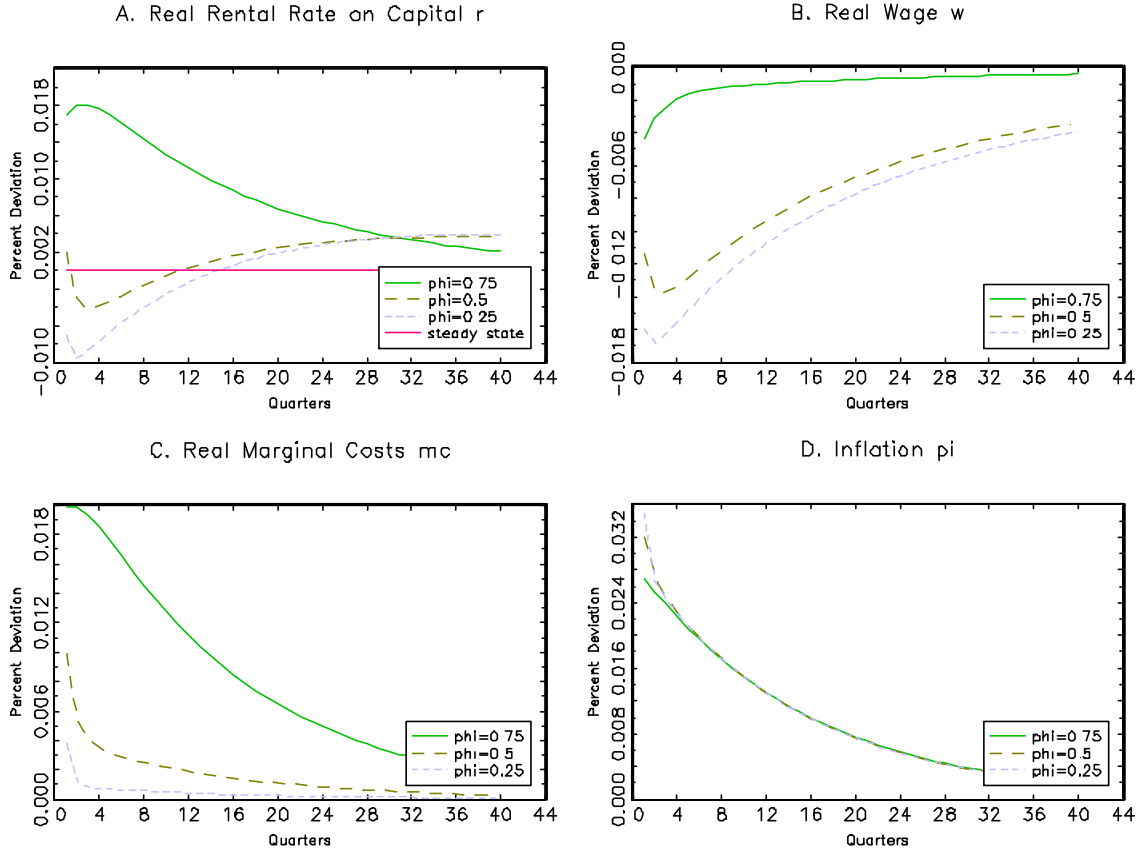 A. Real Rental Rate on Capital r
Percent Deviation
0.018
0.010
0.002
-0.010
0 4 8 12 16 20 24 28 32 36 40 44
Quarters
phi=0 75
phi=0.5
phi=0 25
steady state
B. Real Wage w
Percent Deviation
0.000
-0.006
-0.012
-0.018
0 4 8 12 16 20 24 28 32 36 40 44
Quarters
phi=0.75
phi=0 5
phi=0 25
C. Real Marginal Costs mc
Percent Deviation
0.018
0.012
0.006
0.000
0 4 8 12 16 20 24 28 32 36 40 44
Quarters
phi=0 75
phi=0 5
phi=0.25
D. Inflation pi
Percent Deviation
0.032
0.024
0.016
0.008
0.000
0 4 8 12 16 20 24 28 32 36 40 44
Quarters
phi=0 75
phi=0.5
phi=0.25